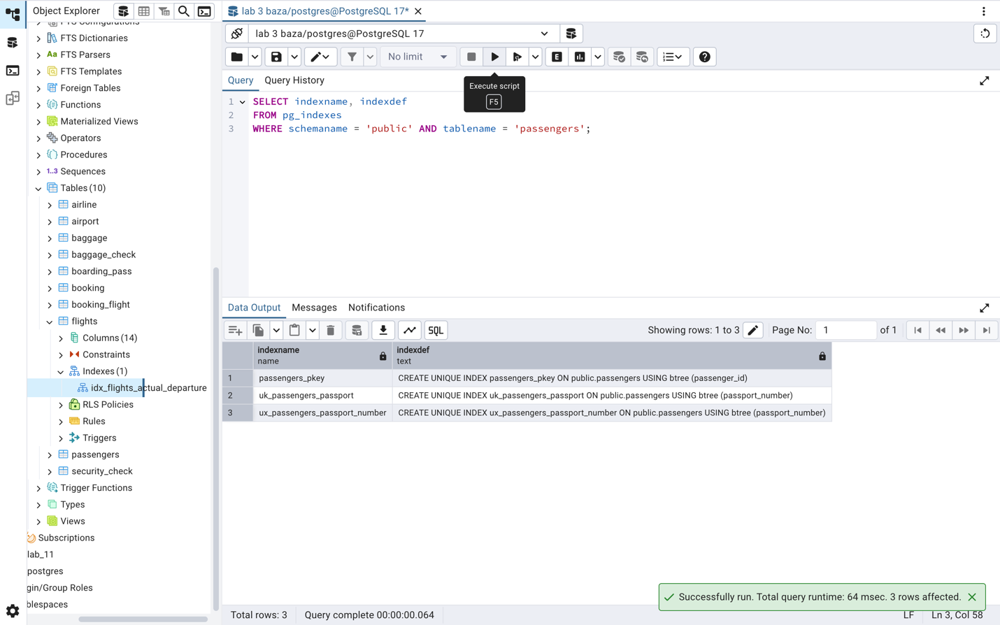 Object Explorer
lab 3 baza/postgres@PostgreSQL 17*
lab 3 baza/postgres@PostgreSQL 17
No limit
E
Query
Query History
Execute script
F5
1 SELECT indexname, indexdef
2 FROM pg_indexes
3 WHERE schemaname = 'public' AND tablename = 'passengers';
FTS Configurations
FTS Dictionaries
Aa FTS Parsers
FTS Templates
Foreign Tables
Functions
Materialized Views
Operators
Procedures
1..3 Sequences
Tables (10)
airline
airport
baggage
baggage_check
boarding_pass
booking
booking_flight
flights
Columns (14)
Constraints
Indexes (1)
idx_flights_actual_departure
RLS Policies
Rules
Triggers
passengers
security_check
Trigger Functions
Types
Views
Subscriptions
lab_11
postgres
gin/Group Roles
blespaces
Data Output
Messages
Notifications
SQL
Showing rows: 1 to 3
Page No:
1
of 1
indexname
name
indexdef
text
1 passengers_pkey CREATE UNIQUE INDEX passengers_pkey ON public.passengers USING btree (passenger_id)
2 uk_passengers_passport CREATE UNIQUE INDEX uk_passengers_passport ON public.passengers USING btree (passport_number)
3 ux_passengers_passport_number CREATE UNIQUE INDEX ux_passengers_passport_number ON public.passengers USING btree (passport_number)
Successfully run. Total query runtime: 64 msec. 3 rows affected.
Total rows: 3
Query complete 00:00:00.064
LF
Ln 3, Col 58